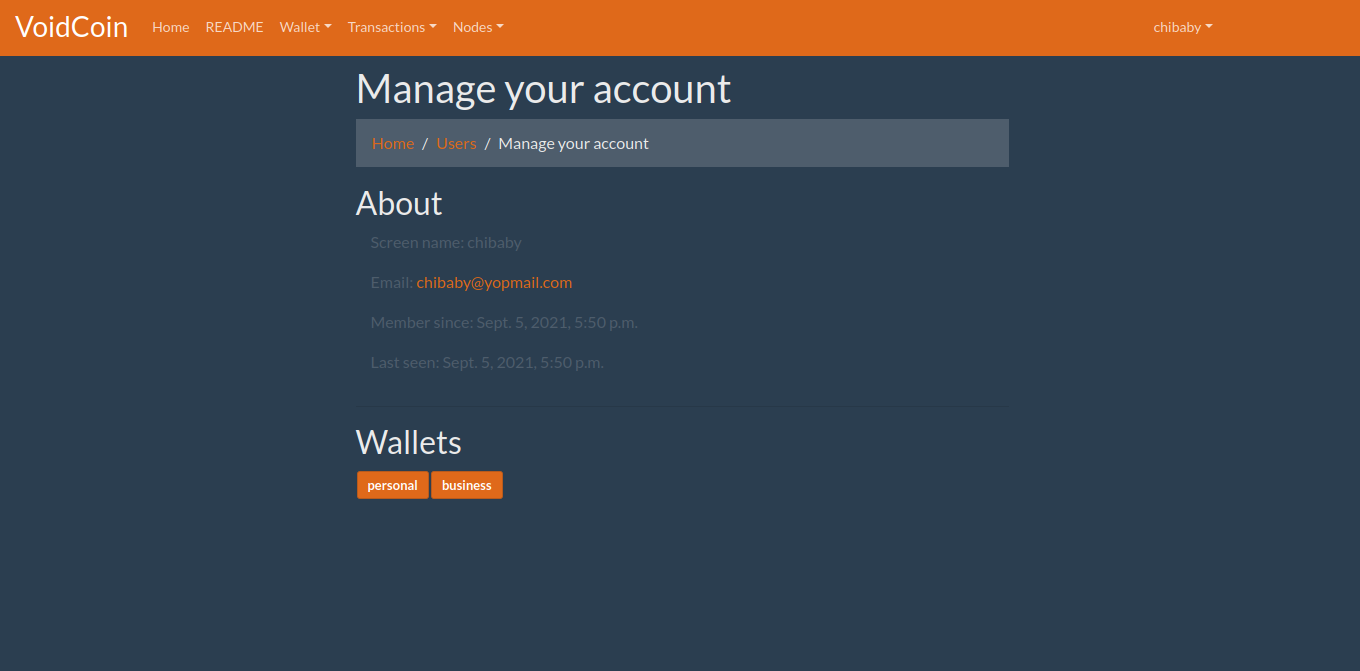 VoidCoin Home README Wallet Transactions Nodes chibaby
Manage your account
Home / Users / Manage your account
About
Screen name: chibaby
Email: chibaby@yopmail.com
Member since: Sept. 5, 2021, 5:50 p.m.
Last seen: Sept. 5, 2021, 5:50 p.m.
Wallets
personal business